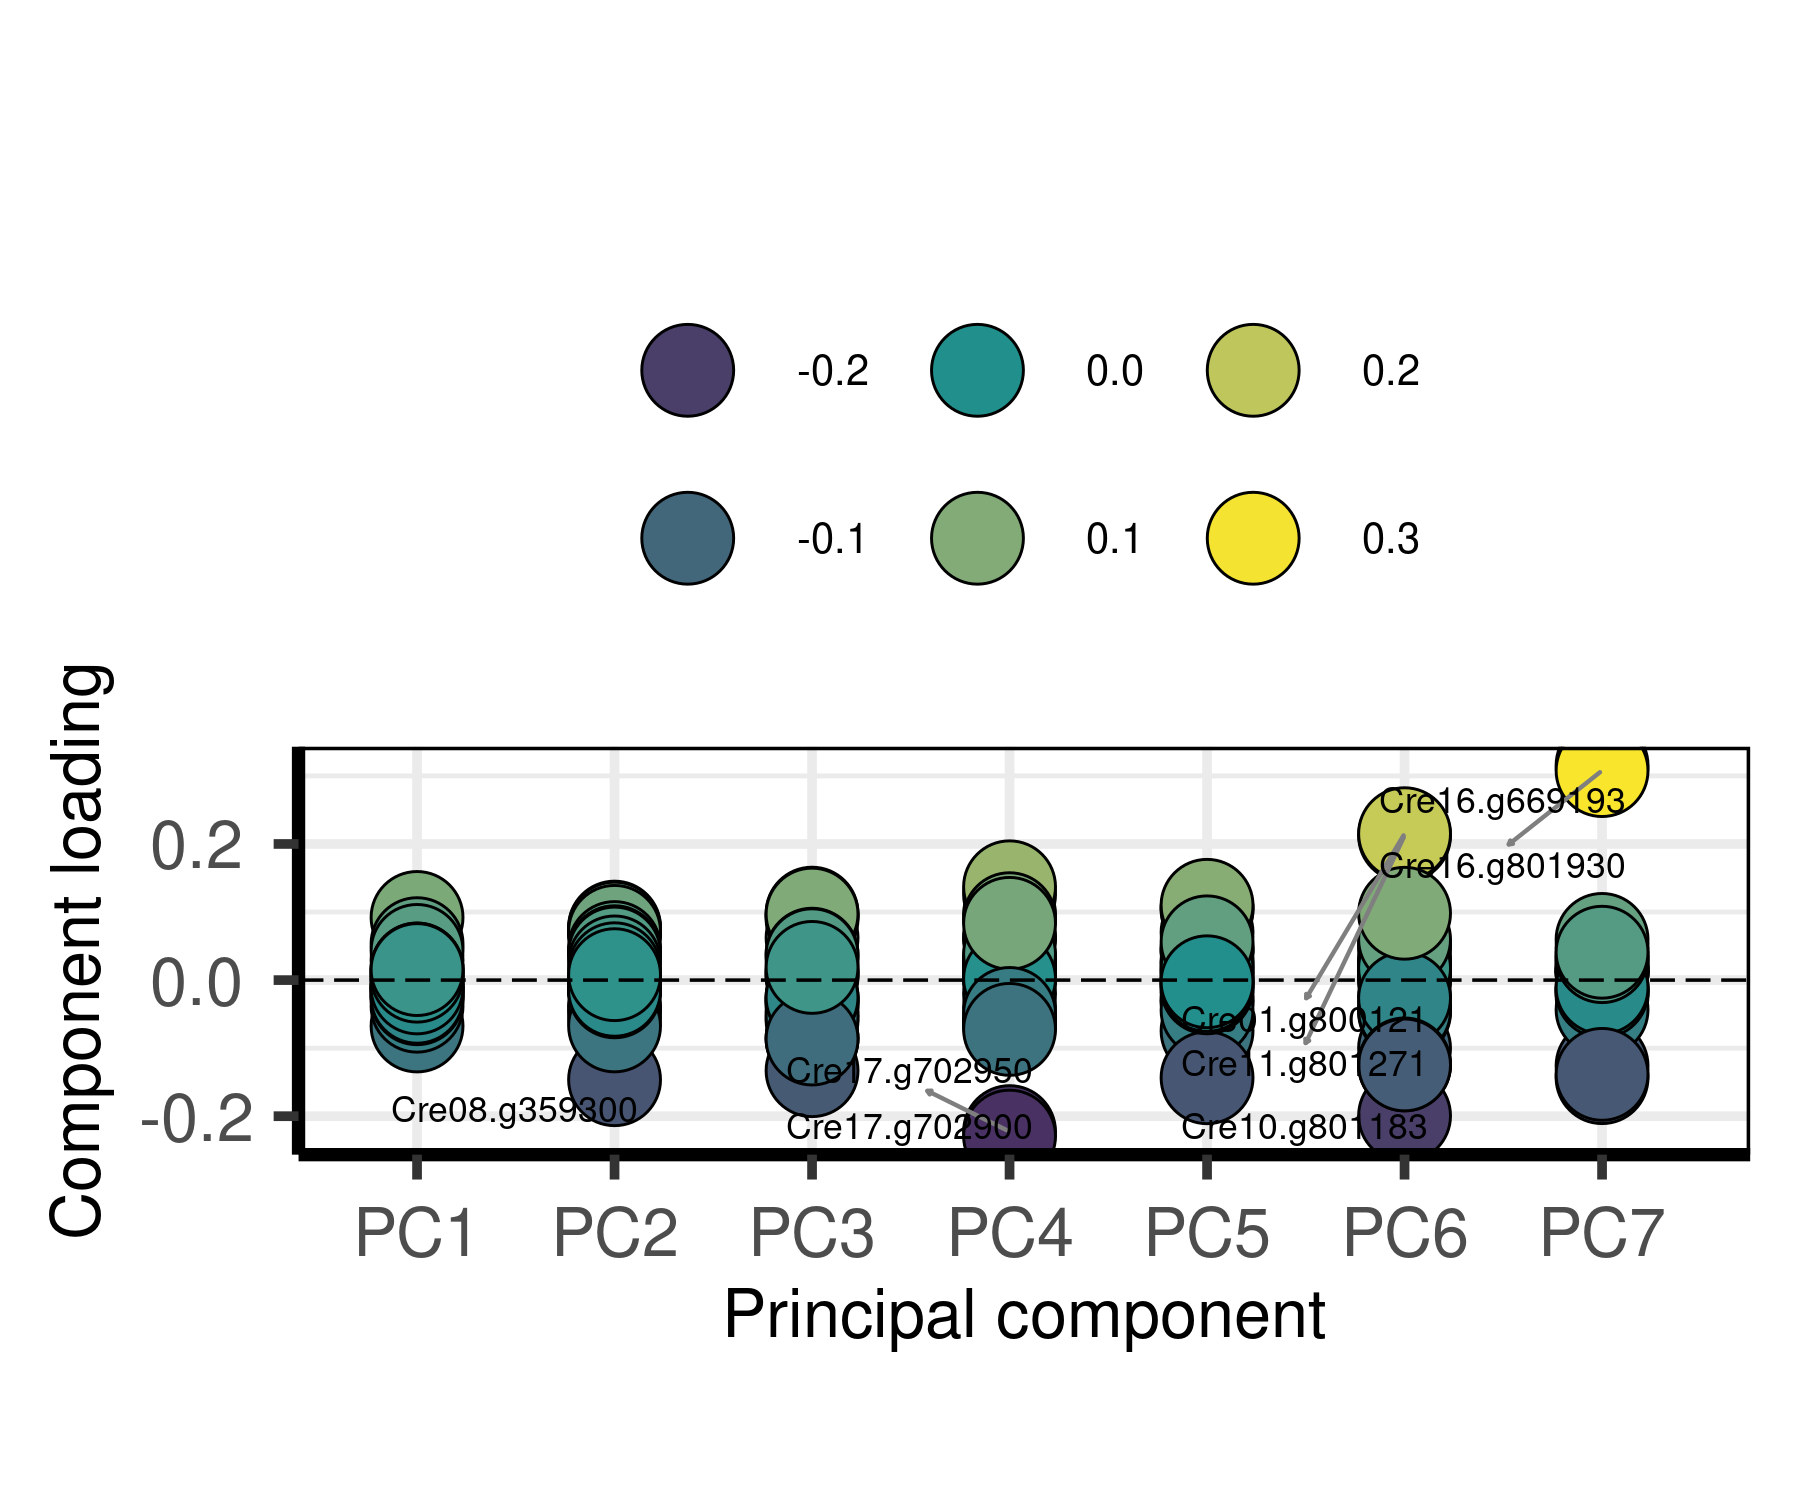 -0.2 0.0 0.2
-0.1 0.1 0.3
Component loading
0.2
0.0
-0.2
Cre16.g669193
Cre16.g801930
Cre01.g800121
Cre11.g801271
Cre17.g702950
Cre08.g359300
Cre17.g702900
Cre10.g801183
PC1 PC2 PC3 PC4 PC5 PC6 PC7
Principal component